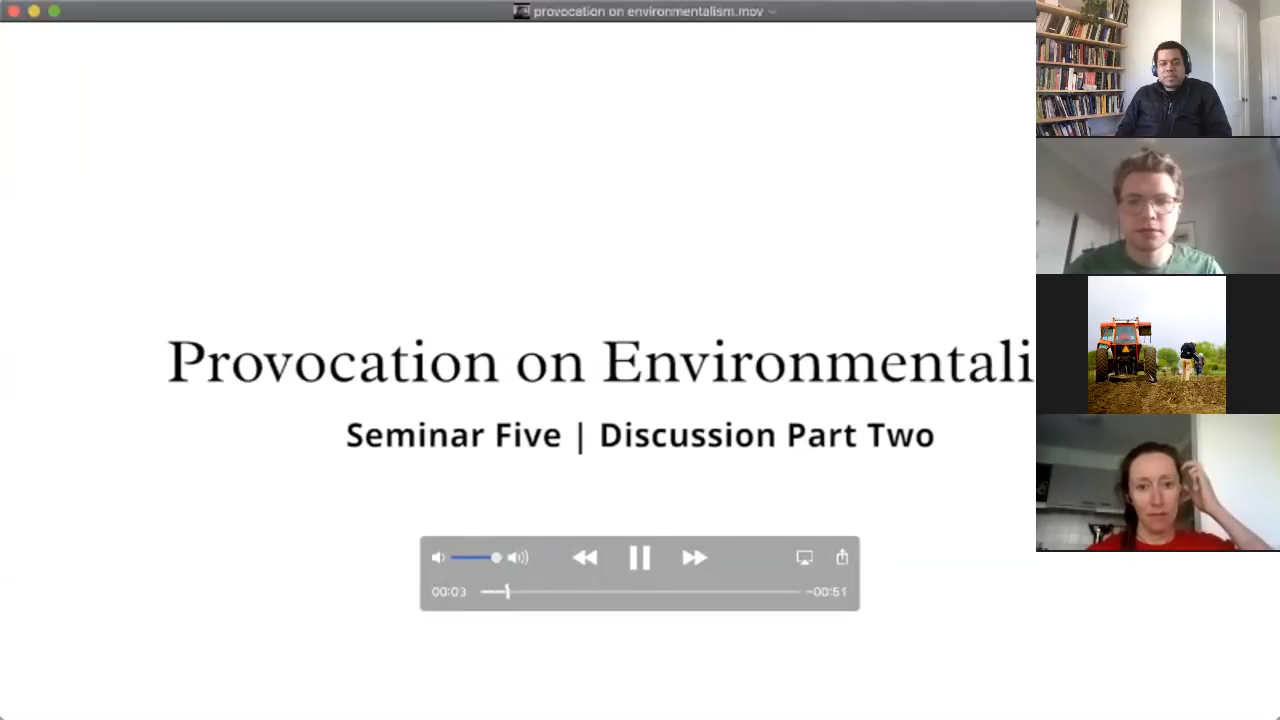 provocation on environmentalism.mov
Provocation on Environmentali
Seminar Five | Discussion Part Two
00:03
-00:51